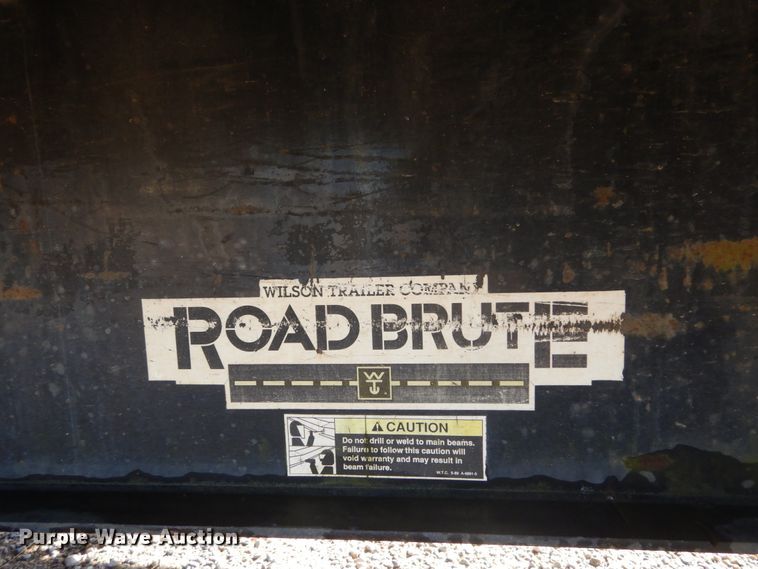 WILSON TRAILER COMPANY
ROAD BRUTE
CAUTION
Do not drill or weld to main beams.
Failure to follow this caution will
void warranty and may result in
beam failure.
Purple Wave Auction